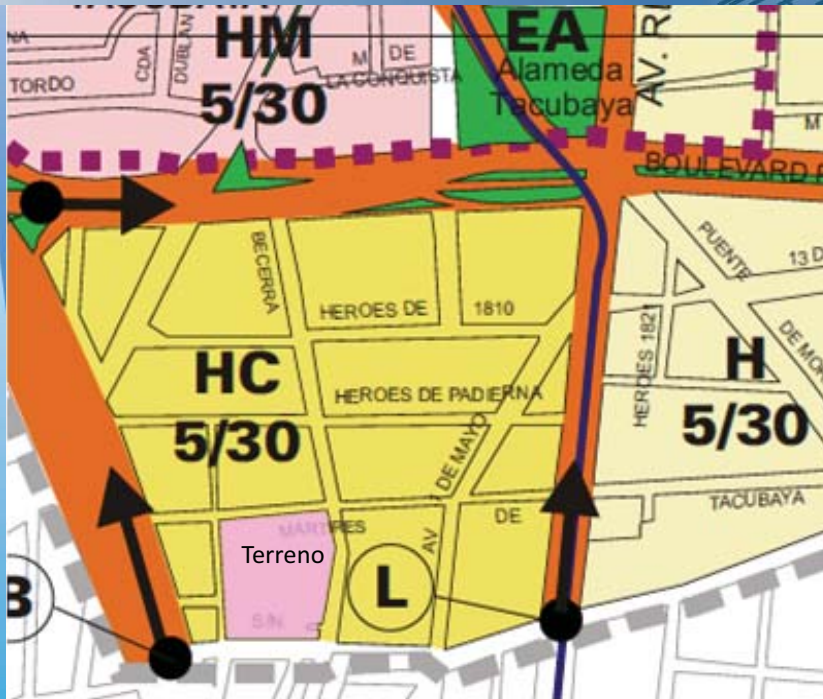 HM
5/30
TORDO
CDA
DUBLAN
M DE
LA CONQUISTA
EA
Alameda
Tacubaya
AV. R
M
BOULEVARD P
BECERRA
HEROES DE 1810
PUENTE
13 D
HEROES 1821
DE MOR
HC
5/30
HEROES DE PADIERNA
H
5/30
1 DE MAYO
AV
MARTIRES DE TACUBAYA
Terreno
S/N
L
B